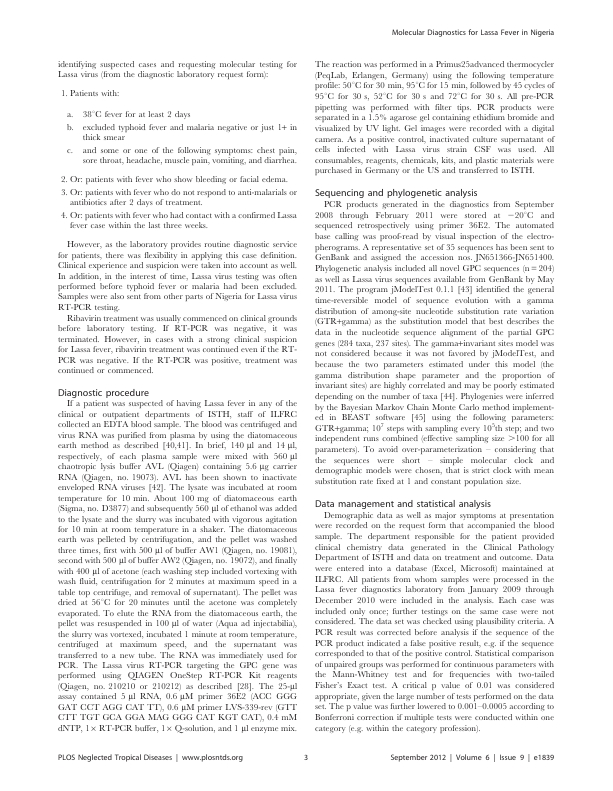 Molecular Diagnostics for Lassa Fever in Nigeria
identifying suspected cases and requesting molecular testing for
Lassa virus (from the diagnostic laboratory request form):
1. Patients with:
a. 38°C fever for at least 2 days
b. excluded typhoid fever and malaria negative or just 1+ in
thick smear
c. and some or one of the following symptoms: chest pain,
sore throat, headache, muscle pain, vomiting, and diarrhea.
2. Or: patients with fever who show bleeding or facial edema.
3. Or: patients with fever who do not respond to anti-malarials or
antibiotics after 2 days of treatment.
4. Or: patients with fever who had contact with a confirmed Lassa
fever case within the last three weeks.
However, as the laboratory provides routine diagnostic service
for patients, there was flexibility in applying this case definition.
Clinical experience and suspicion were taken into account as well.
In addition, in the interest of time, Lassa virus testing was often
performed before typhoid fever or malaria had been excluded.
Samples were also sent from other parts of Nigeria for Lassa virus
RT-PCR testing.
Ribavirin treatment was usually commenced on clinical grounds
before laboratory testing. If RT-PCR was negative, it was
terminated. However, in cases with a strong clinical suspicion
for Lassa fever, ribavirin treatment was continued even if the RT-
PCR was negative. If the RT-PCR was positive, treatment was
continued or commenced.
Diagnostic procedure
If a patient was suspected of having Lassa fever in any of the
clinical or outpatient departments of ISTH, staff of ILFRC
collected an EDTA blood sample. The blood was centrifuged and
virus RNA was purified from plasma by using the diatomaceous
earth method as described [40,41]. In brief, 140 µl and 14 µl,
respectively, of each plasma sample were mixed with 560 µl
chaotropic lysis buffer AVL (Qiagen) containing 5.6 µg carrier
RNA (Qiagen, no. 19073). AVL has been shown to inactivate
enveloped RNA viruses [42]. The lysate was incubated at room
temperature for 10 min. About 100 mg of diatomaceous earth
(Sigma, no. D3877) and subsequently 560 µl of ethanol was added
to the lysate and the slurry was incubated with vigorous agitation
for 10 min at room temperature in a shaker. The diatomaceous
earth was pelleted by centrifugation, and the pellet was washed
three times, first with 500 µl of buffer AW1 (Qiagen, no. 19081),
second with 500 µl of buffer AW2 (Qiagen, no. 19072), and finally
with 400 µl of acetone (each washing step included vortexing with
wash fluid, centrifugation for 2 minutes at maximum speed in a
table top centrifuge, and removal of supernatant). The pellet was
dried at 56°C for 20 minutes until the acetone was completely
evaporated. To elute the RNA from the diatomaceous earth, the
pellet was resuspended in 100 µl of water (Aqua ad injectabilia),
the slurry was vortexed, incubated 1 minute at room temperature,
centrifuged at maximum speed, and the supernatant was
transferred to a new tube. The RNA was immediately used for
PCR. The Lassa virus RT-PCR targeting the GPC gene was
performed using QIAGEN OneStep RT-PCR Kit reagents
(Qiagen, no. 210210 or 210212) as described [28]. The 25-µl
assay contained 5 µl RNA, 0.6 µM primer 36E2 (ACC GGG
GAT CCT AGG CAT TT), 0.6 µM primer LVS-339-rev (GTT
CTT TGT GCA GGA MAG GGG CAT KGT CAT), 0.4 mM
dNTP, 1× RT-PCR buffer, 1× Q-solution, and 1 µl enzyme mix.
The reaction was performed in a Primus25advanced thermocycler
(PeqLab, Erlangen, Germany) using the following temperature
profile: 50°C for 30 min, 95°C for 15 min, followed by 45 cycles of
95°C for 30 s, 52°C for 30 s and 72°C for 30 s. All pre-PCR
pipetting was performed with filter tips. PCR products were
separated in a 1.5% agarose gel containing ethidium bromide and
visualized by UV light. Gel images were recorded with a digital
camera. As a positive control, inactivated culture supernatant of
cells infected with Lassa virus strain CSF was used. All
consumables, reagents, chemicals, kits, and plastic materials were
purchased in Germany or the US and transferred to ISTH.
Sequencing and phylogenetic analysis
PCR products generated in the diagnostics from September
2008 through February 2011 were stored at −20°C and
sequenced retrospectively using primer 36E2. The automated
base calling was proof-read by visual inspection of the electro-
pherograms. A representative set of 35 sequences has been sent to
GenBank and assigned the accession nos. JN651366-JN651400.
Phylogenetic analysis included all novel GPC sequences (n = 204)
as well as Lassa virus sequences available from GenBank by May
2011. The program jModelTest 0.1.1 [43] identified the general
time-reversible model of sequence evolution with a gamma
distribution of among-site nucleotide substitution rate variation
(GTR+gamma) as the substitution model that best describes the
data in the nucleotide sequence alignment of the partial GPC
genes (284 taxa, 237 sites). The gamma+invariant sites model was
not considered because it was not favored by jModelTest, and
because the two parameters estimated under this model (the
gamma distribution shape parameter and the proportion of
invariant sites) are highly correlated and may be poorly estimated
depending on the number of taxa [44]. Phylogenies were inferred
by the Bayesian Markov Chain Monte Carlo method implement-
ed in BEAST software [45] using the following parameters:
GTR+gamma; 10⁷ steps with sampling every 10⁵th step; and two
independent runs combined (effective sampling size >100 for all
parameters). To avoid over-parameterization – considering that
the sequences were short – simple molecular clock and
demographic models were chosen, that is strict clock with mean
substitution rate fixed at 1 and constant population size.
Data management and statistical analysis
Demographic data as well as major symptoms at presentation
were recorded on the request form that accompanied the blood
sample. The department responsible for the patient provided
clinical chemistry data generated in the Clinical Pathology
Department of ISTH and data on treatment and outcome. Data
were entered into a database (Excel, Microsoft) maintained at
ILFRC. All patients from whom samples were processed in the
Lassa fever diagnostics laboratory from January 2009 through
December 2010 were included in the analysis. Each case was
included only once; further testings on the same case were not
considered. The data set was checked using plausibility criteria. A
PCR result was corrected before analysis if the sequence of the
PCR product indicated a false positive result, e.g. if the sequence
corresponded to that of the positive control. Statistical comparison
of unpaired groups was performed for continuous parameters with
the Mann-Whitney test and for frequencies with two-tailed
Fisher's Exact test. A critical p value of 0.01 was considered
appropriate, given the large number of tests performed on the data
set. The p value was further lowered to 0.001–0.0005 according to
Bonferroni correction if multiple tests were conducted within one
category (e.g. within the category profession).
PLOS Neglected Tropical Diseases | www.plosntds.org
3
September 2012 | Volume 6 | Issue 9 | e1839